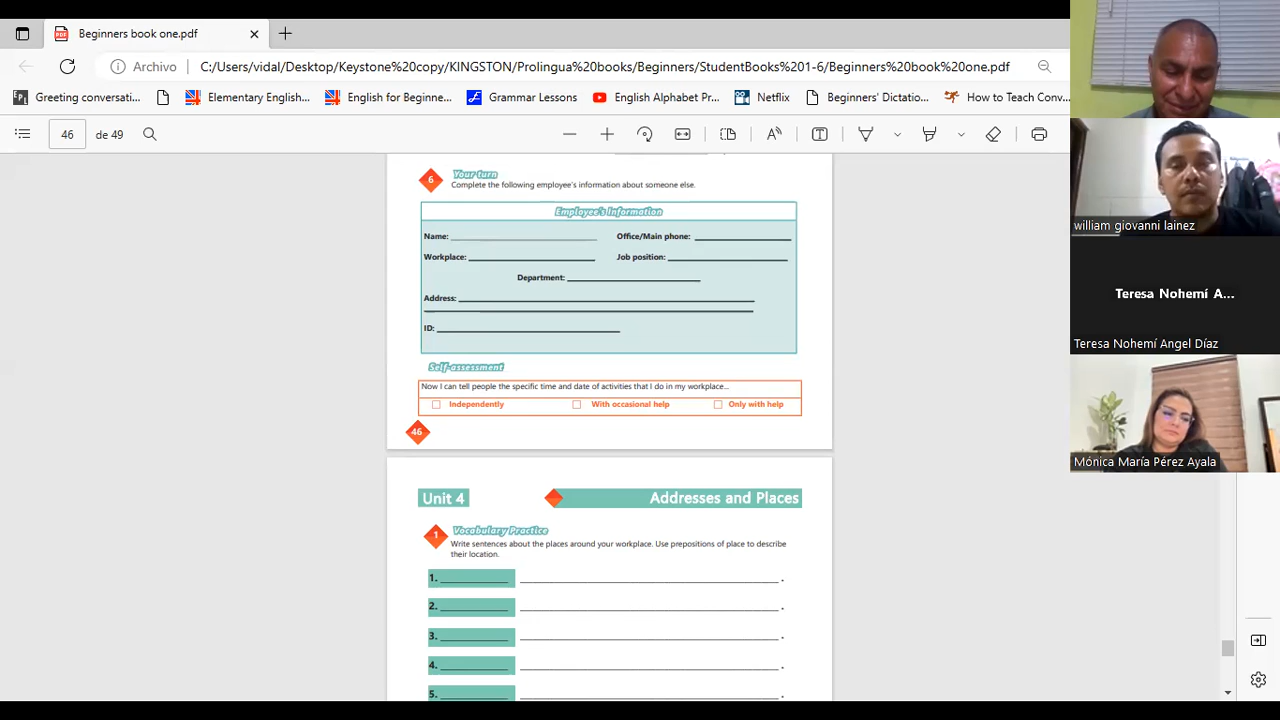 Beginners book one.pdf
Archivo
C:/Users/vidal/Desktop/Keystone%20copy/KINGSTON/Prolingua%20books/Beginners/StudentBooks%201-6/Beginners%20book%20one.pdf
Greeting conversati...
Elementary English...
English for Beginne...
Grammar Lessons
English Alphabet Pr...
Netflix
Beginners' Dictatio...
How to Teach Conv...
46 de 49
6 Your turn
Complete the following employee's information about someone else.
Employee's Information
Name: Office/Main phone:
Workplace: Job position:
Department:
Address:
ID:
Self-assessment
Now I can tell people the specific time and date of activities that I do in my workplace...
Independently With occasional help Only with help
46
Unit 4 Addresses and Places
1 Vocabulary Practice
Write sentences about the places around your workplace. Use prepositions of place to describe
their location.
1.
2.
3.
4.
5.
william giovanni lainez
Teresa Nohemí A...
Teresa Nohemí Angel Díaz
Mónica María Pérez Ayala